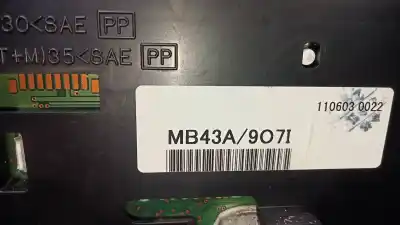 30<SAE PP
T+M)35<SAE PP
110603 0022
MB43A/907I